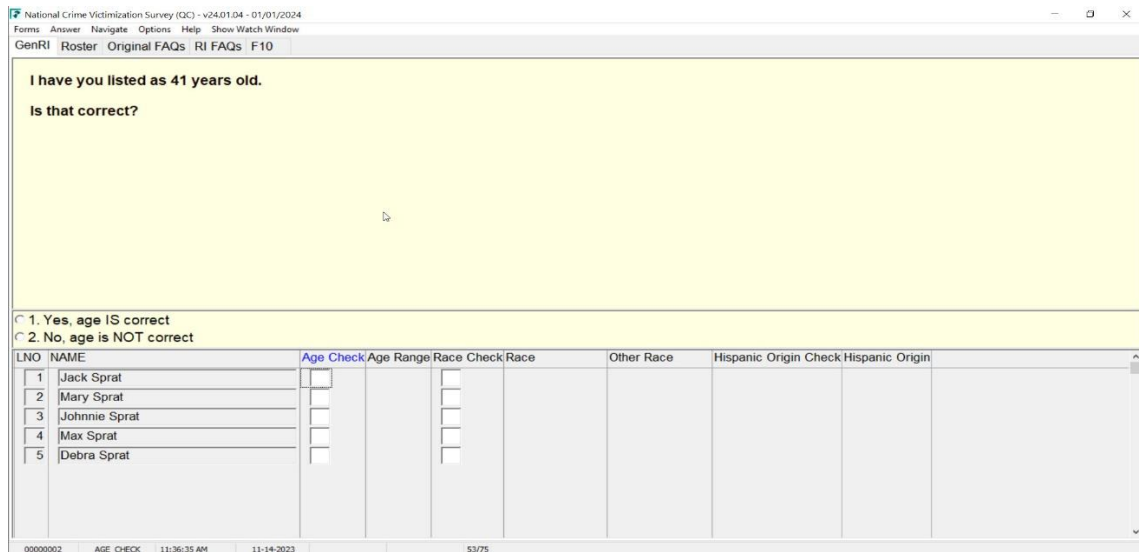 National Crime Victimization Survey (QC) - v24.01.04 - 01/01/2024
Forms Answer Navigate Options Help Show Watch Window
GenRI Roster Original FAQs RI FAQs F10
I have you listed as 41 years old.
Is that correct?
1. Yes, age IS correct
2. No, age is NOT correct
LNO NAME Age Check Age Range Race Check Race Other Race Hispanic Origin Check Hispanic Origin
1 Jack Sprat
2 Mary Sprat
3 Johnnie Sprat
4 Max Sprat
5 Debra Sprat
00000002 AGE_CHECK 11:36:35 AM 11-14-2023 53/75